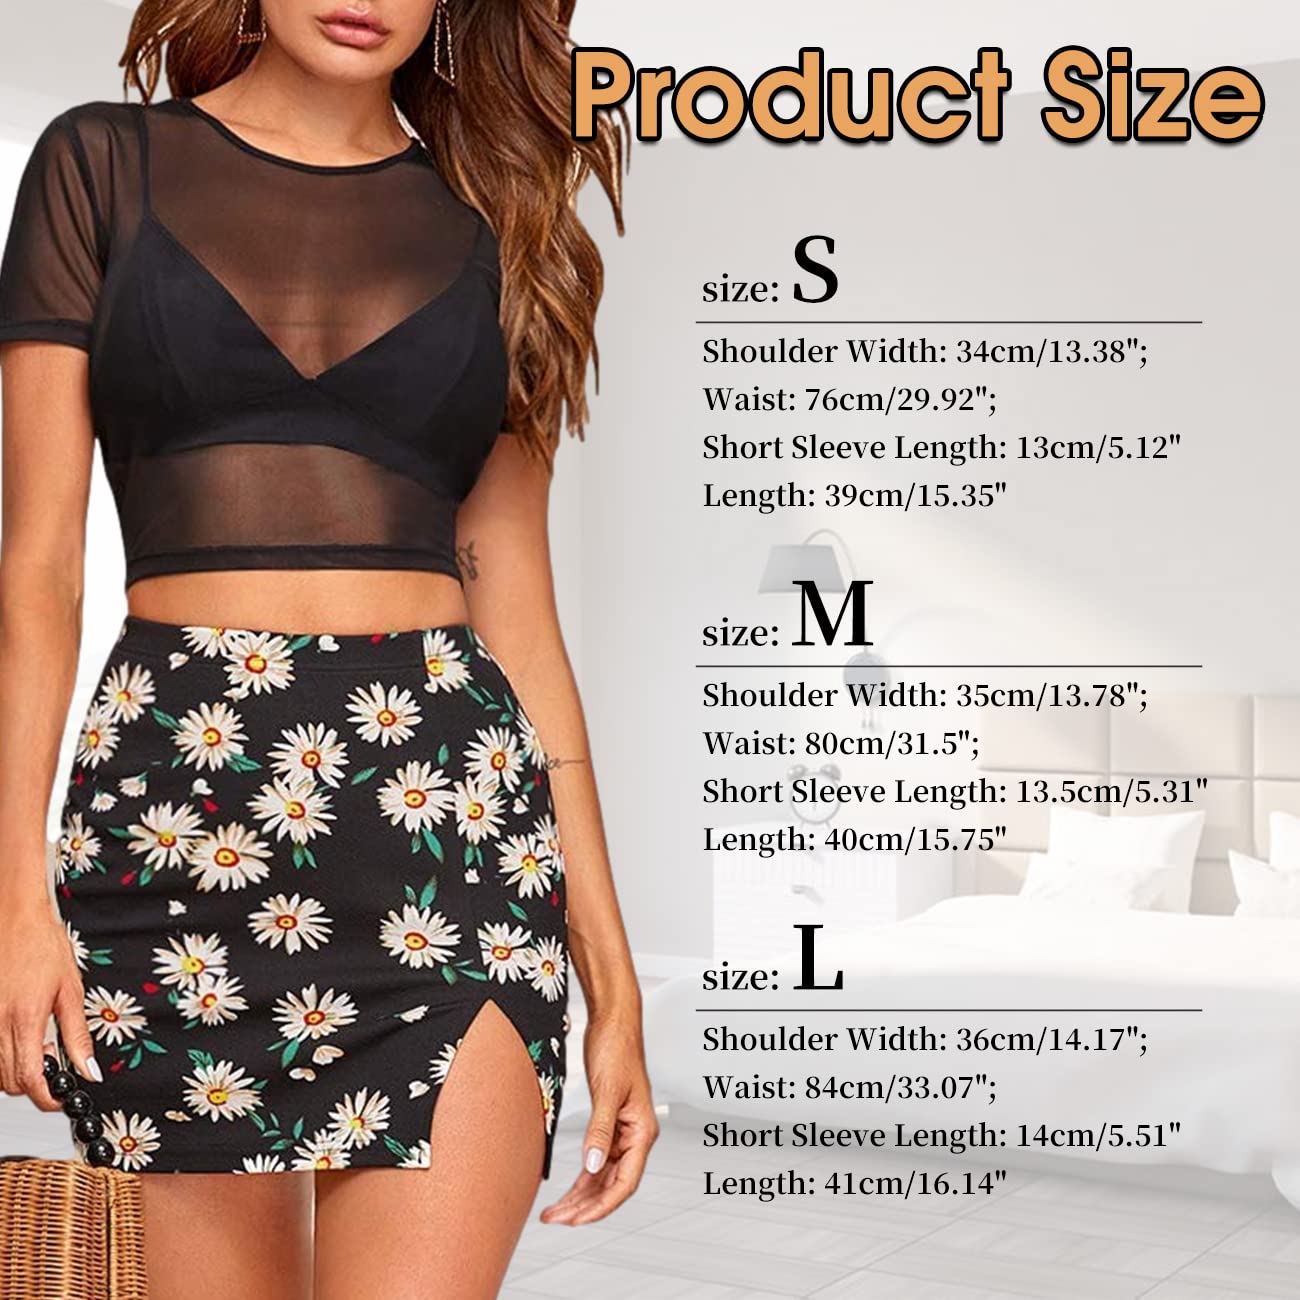 Product Size
size: S
Shoulder Width: 34cm/13.38";
Waist: 76cm/29.92";
Short Sleeve Length: 13cm/5.12"
Length: 39cm/15.35"
size: M
Shoulder Width: 35cm/13.78";
Waist: 80cm/31.5";
Short Sleeve Length: 13.5cm/5.31"
Length: 40cm/15.75"
size: L
Shoulder Width: 36cm/14.17";
Waist: 84cm/33.07";
Short Sleeve Length: 14cm/5.51"
Length: 41cm/16.14"